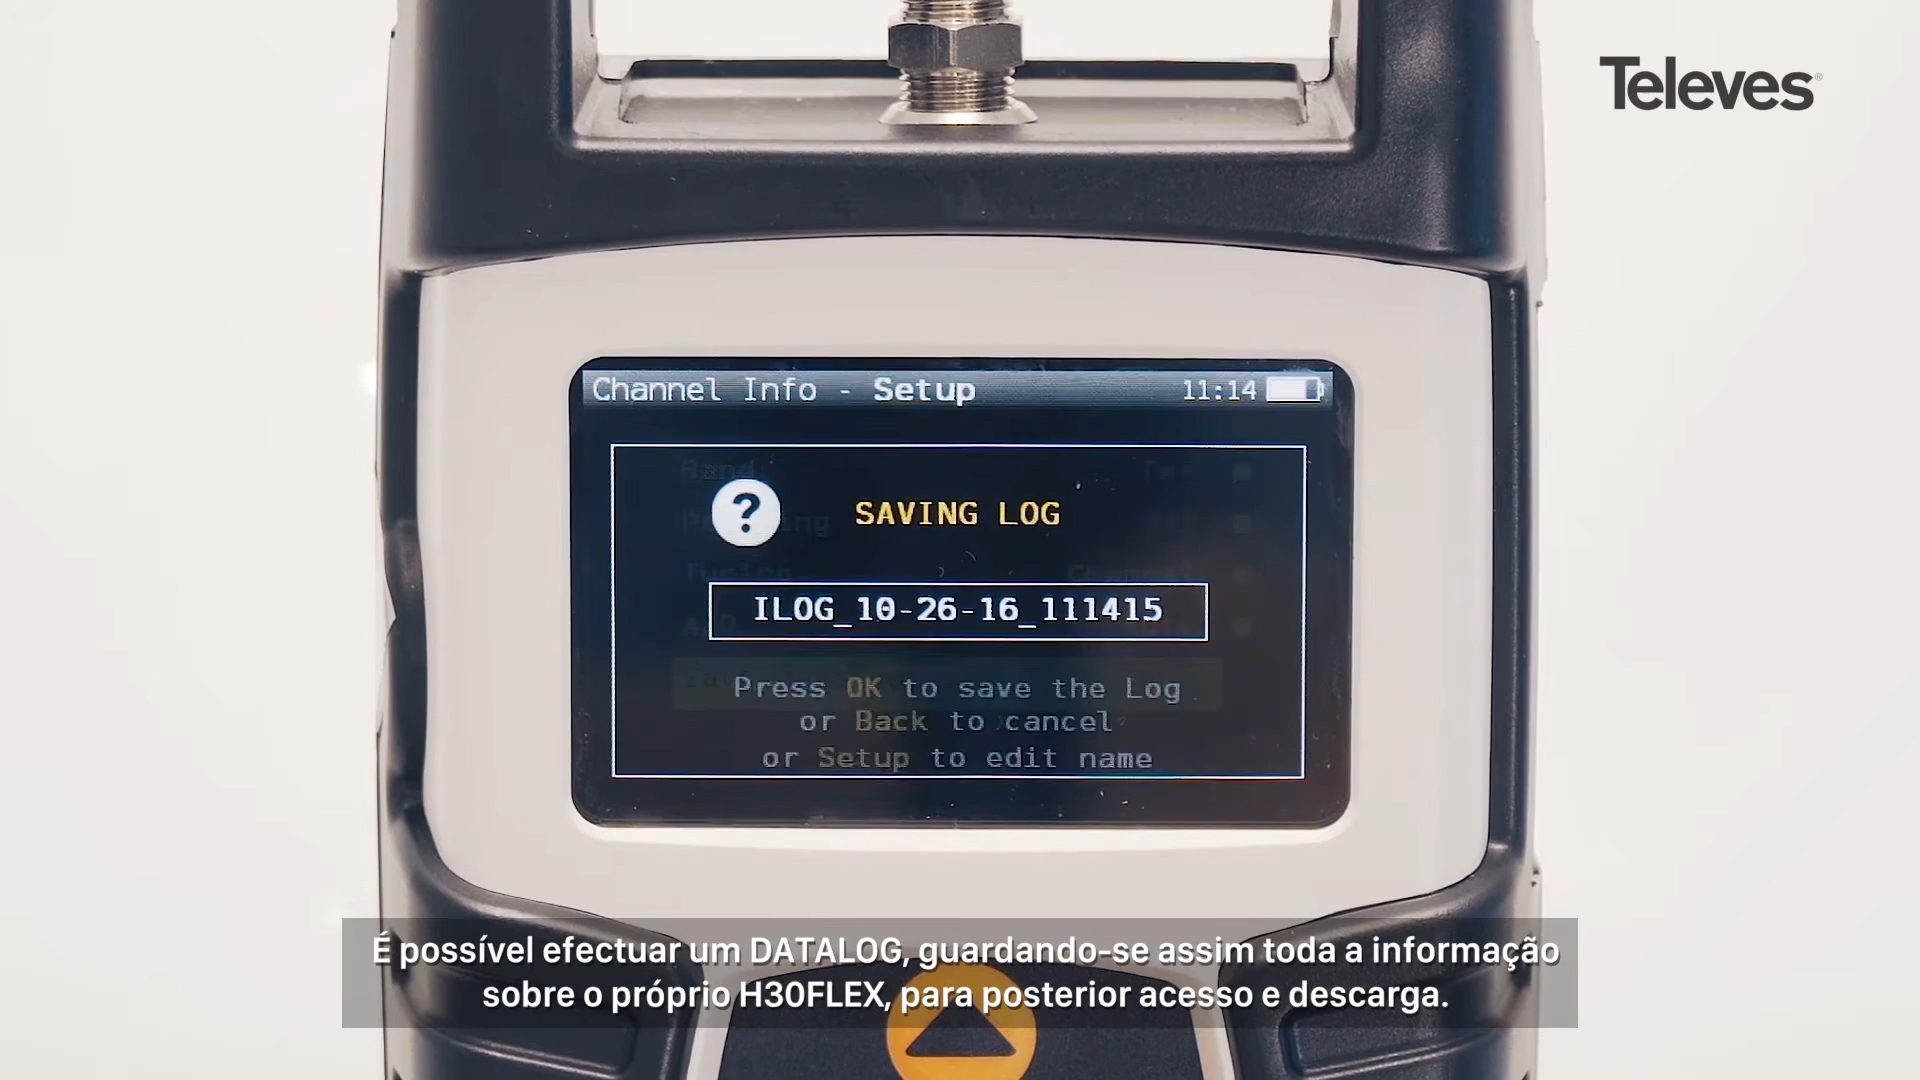 Televes
Channel Info - Setup 11:14
?
SAVING LOG
ILOG_10-26-16_111415
Press OK to save the Log
or Back to cancel
or Setup to edit name
É possível efectuar um DATALOG, guardando-se assim toda a informação
sobre o próprio H30FLEX, para posterior acesso e descarga.